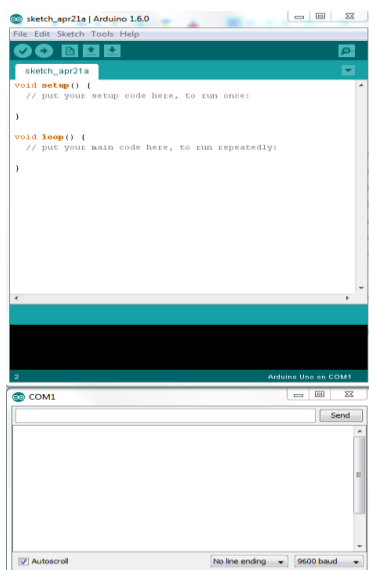 sketch_apr21a | Arduino 1.6.0
File Edit Sketch Tools Help
sketch_apr21a
void setup() {
// put your setup code here, to run once:
}
void loop() {
// put your main code here, to run repeatedly:
}
2
Arduino Uno on COM1
COM1
Send
Autoscroll
No line ending
9600 baud